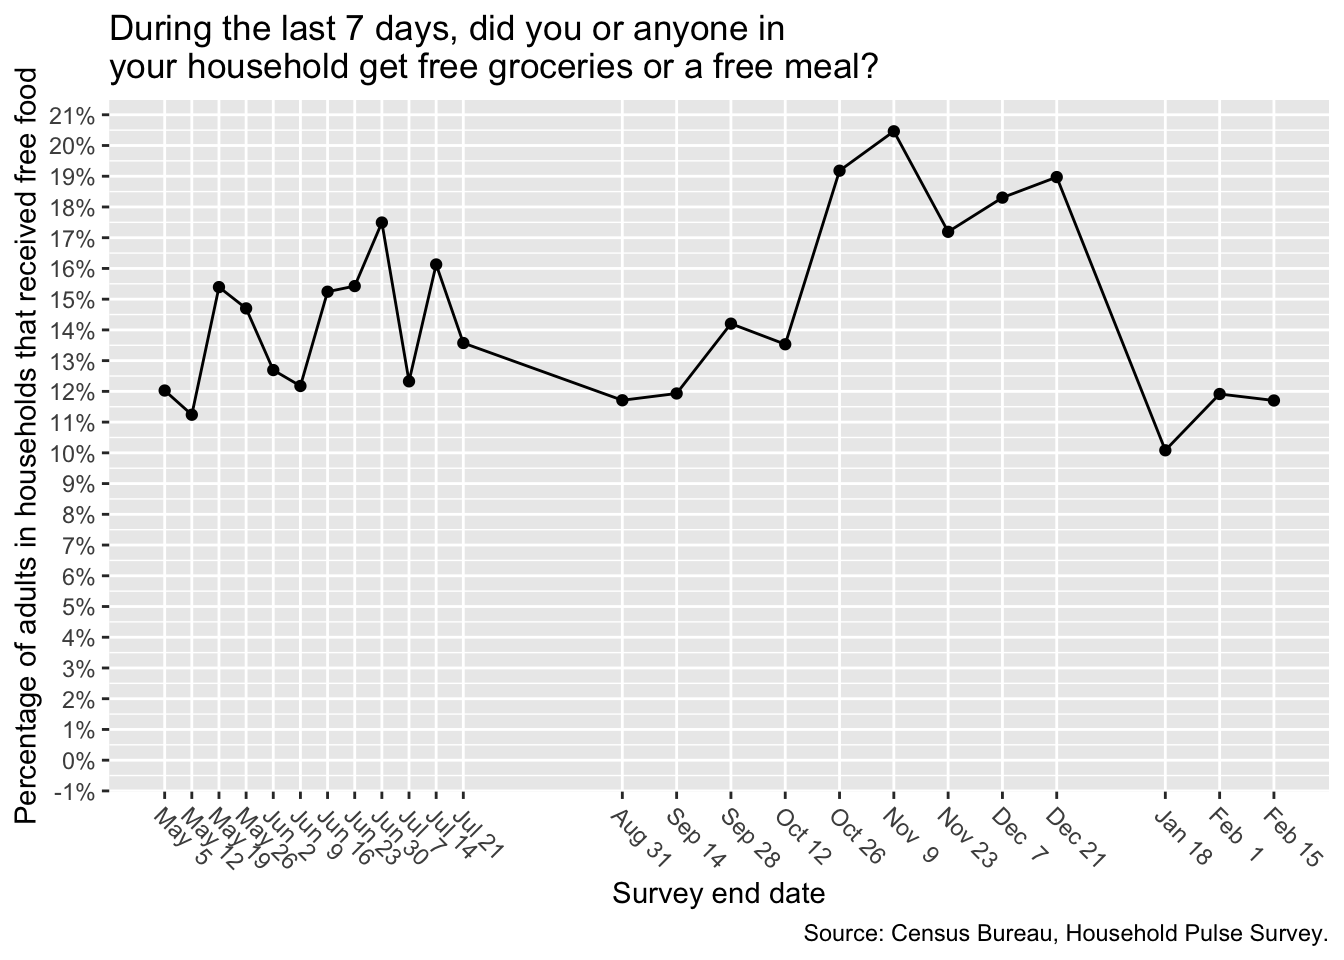 During the last 7 days, did you or anyone in
your household get free groceries or a free meal?
Percentage of adults in households that received free food
21%
20%
19%
18%
17%
16%
15%
14%
13%
12%
11%
10%
9%
8%
7%
6%
5%
4%
3%
2%
1%
0%
-1%
May 5
May 12
May 19
May 26
Jun 2
Jun 9
Jun 16
Jun 23
Jun 30
Jul 7
Jul 14
Jul 21
Aug 31
Sep 14
Sep 28
Oct 12
Oct 26
Nov 9
Nov 23
Dec 7
Dec 21
Jan 18
Feb 1
Feb 15
Survey end date
Source: Census Bureau, Household Pulse Survey.